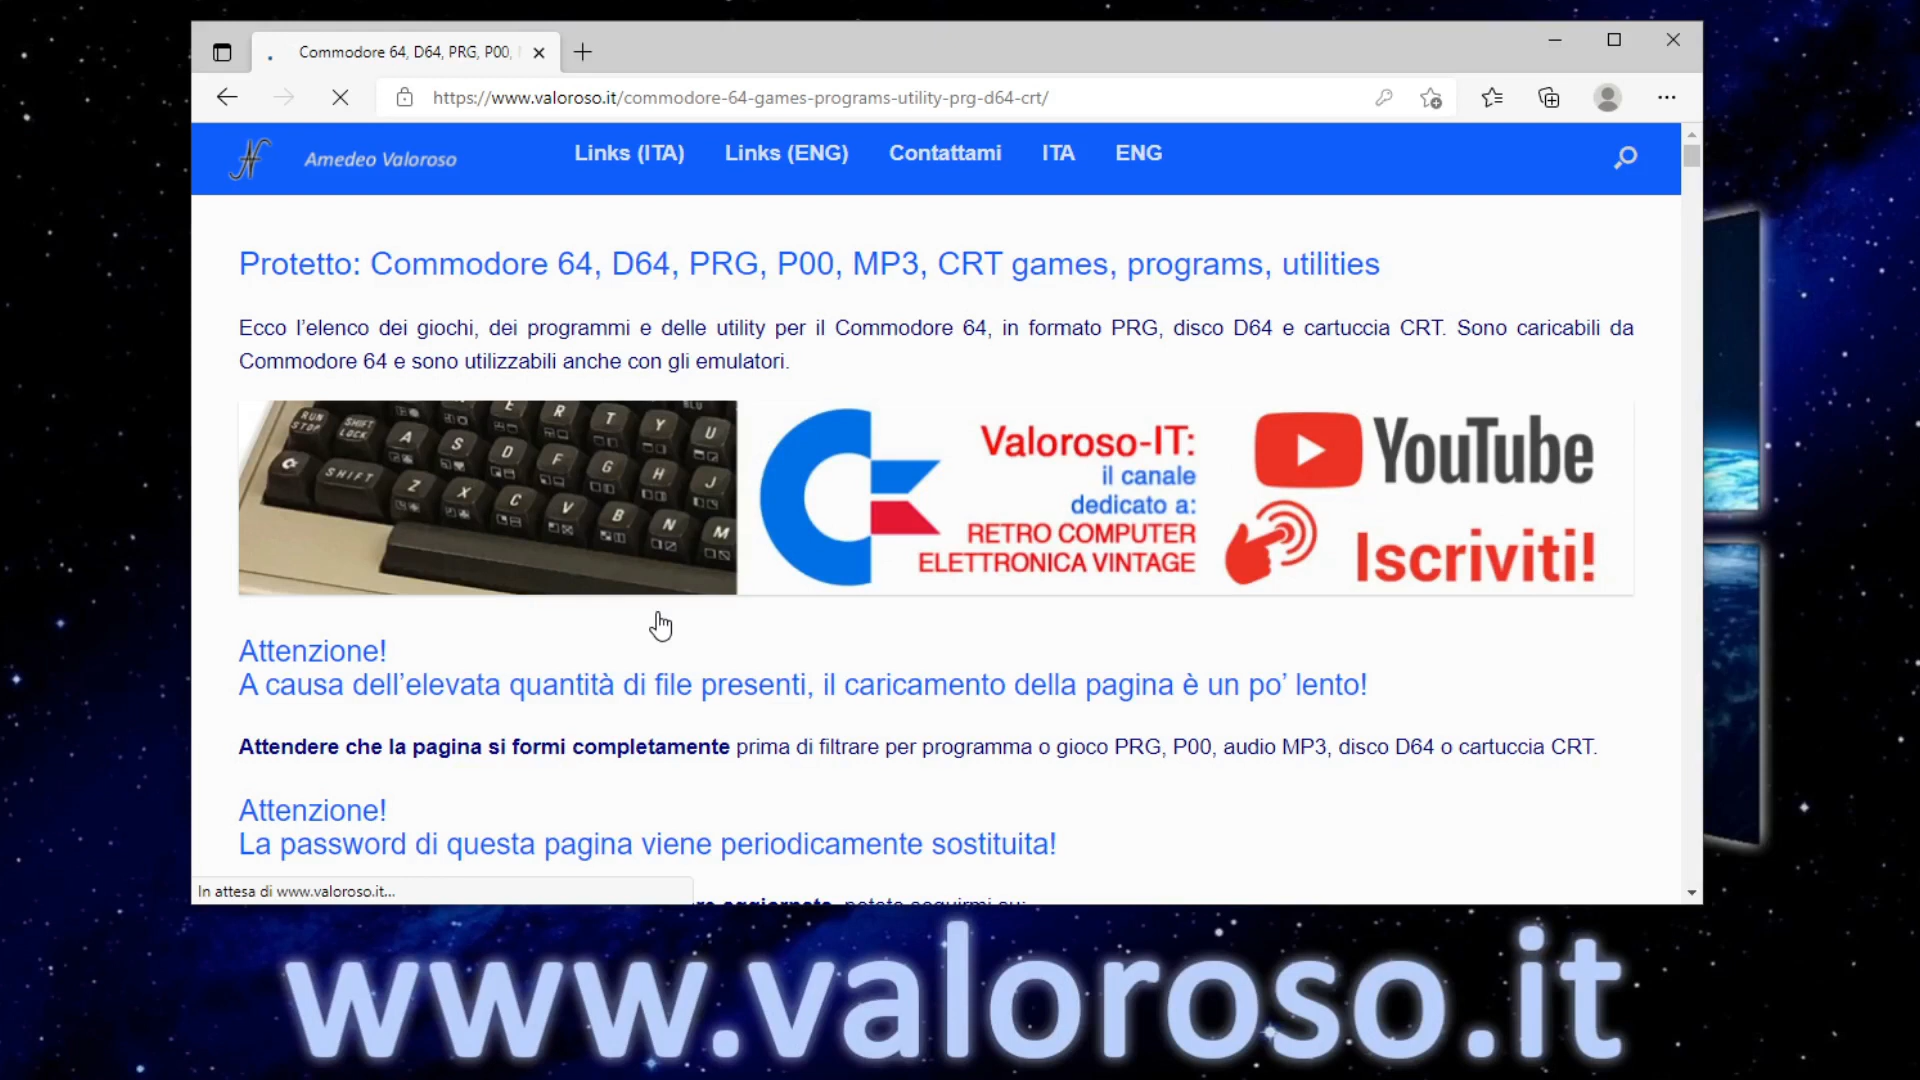 Commodore 64, D64, PRG, P00,
https://www.valoroso.it/commodore-64-games-programs-utility-prg-d64-crt/
Amedeo Valoroso
Links (ITA)
Links (ENG)
Contattami
ITA
ENG
Protetto: Commodore 64, D64, PRG, P00, MP3, CRT games, programs, utilities
Ecco l’elenco dei giochi, dei programmi e delle utility per il Commodore 64, in formato PRG, disco D64 e cartuccia CRT. Sono caricabili da
Commodore 64 e sono utilizzabili anche con gli emulatori.
E R T Y U
RUN STOP SHIFT LOCK A S D F G H J
SHIFT Z X C V B N M
Valoroso-IT:
il canale
dedicato a:
RETRO COMPUTER
ELETTRONICA VINTAGE
YouTube
Iscriviti!
Attenzione!
A causa dell’elevata quantità di file presenti, il caricamento della pagina è un po’ lento!
Attendere che la pagina si formi completamente prima di filtrare per programma o gioco PRG, P00, audio MP3, disco D64 o cartuccia CRT.
Attenzione!
La password di questa pagina viene periodicamente sostituita!
In attesa di www.valoroso.it...
www.valoroso.it